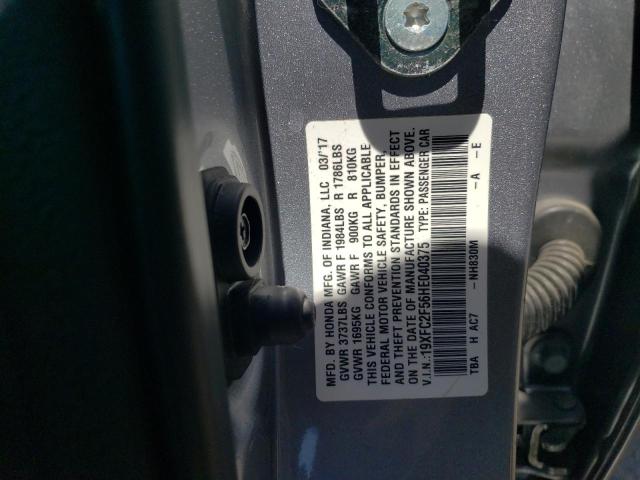 MFD. BY HONDA MFG. OF INDIANA, LLC 03/'17
GVWR 3737LBS GAWR F 1984LBS R 1786LBS
GVWR 1695KG GAWR F 900KG R 810KG
THIS VEHICLE CONFORMS TO ALL APPLICABLE
FEDERAL MOTOR VEHICLE SAFETY, BUMPER,
AND THEFT PREVENTION STANDARDS IN EFFECT
ON THE DATE OF MANUFACTURE SHOWN ABOVE.
V.I.N.:19XFC2F56HE040375 TYPE: PASSENGER CAR
TBA H AC7 -NH830M -A -E